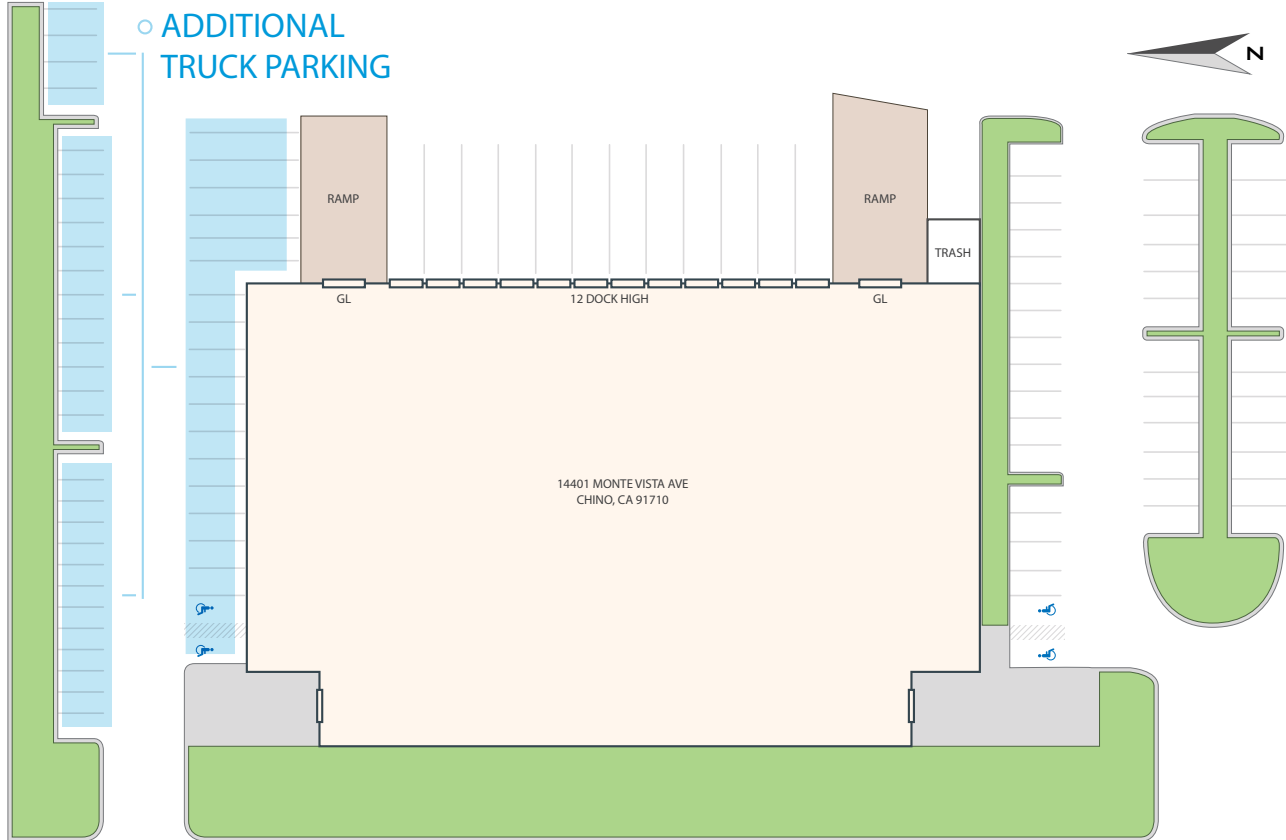 ADDITIONAL
TRUCK PARKING
N
RAMP
RAMP
TRASH
GL
12 DOCK HIGH
GL
14401 MONTE VISTA AVE
CHINO, CA 91710